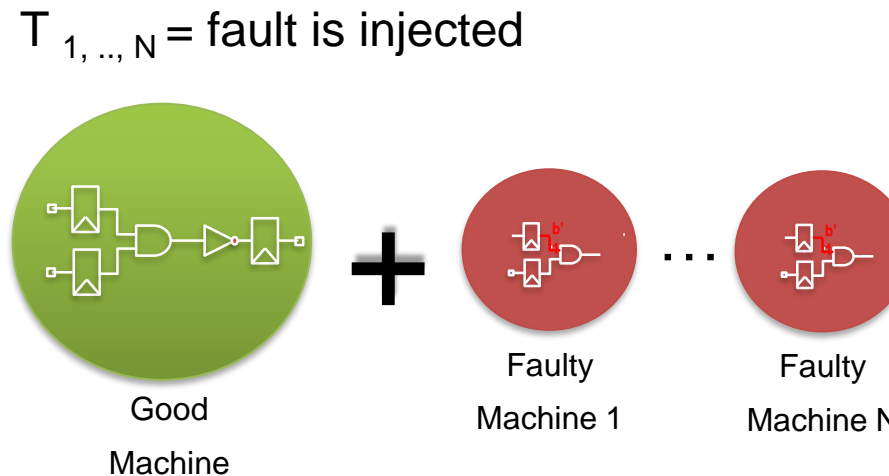 T 1, .., N = fault is injected
b'
b'
...
Good
Machine
Faulty
Machine 1
Faulty
Machine N